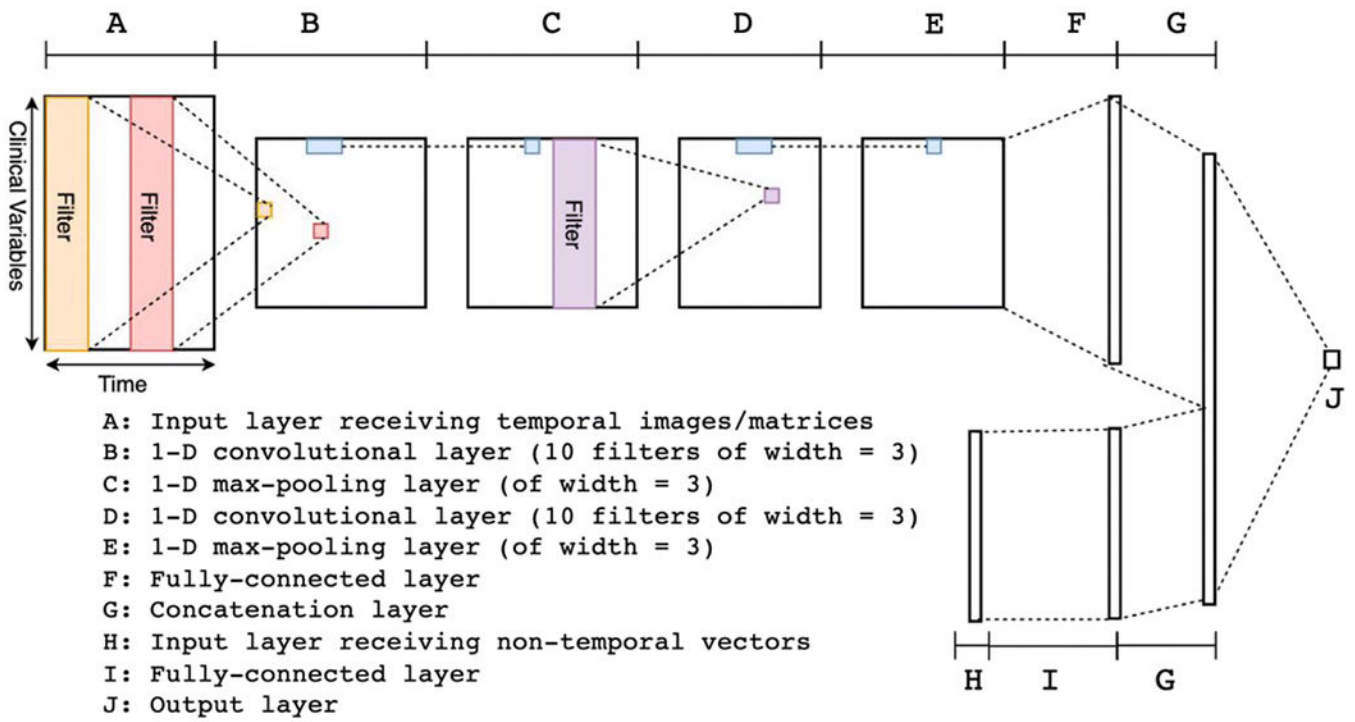 A B C D E F G
Clinical Variables
Filter
Filter
Filter
Time
A: Input layer receiving temporal images/matrices
B: 1-D convolutional layer (10 filters of width = 3)
C: 1-D max-pooling layer (of width = 3)
D: 1-D convolutional layer (10 filters of width = 3)
E: 1-D max-pooling layer (of width = 3)
F: Fully-connected layer
G: Concatenation layer
H: Input layer receiving non-temporal vectors
I: Fully-connected layer
J: Output layer
J
H I G